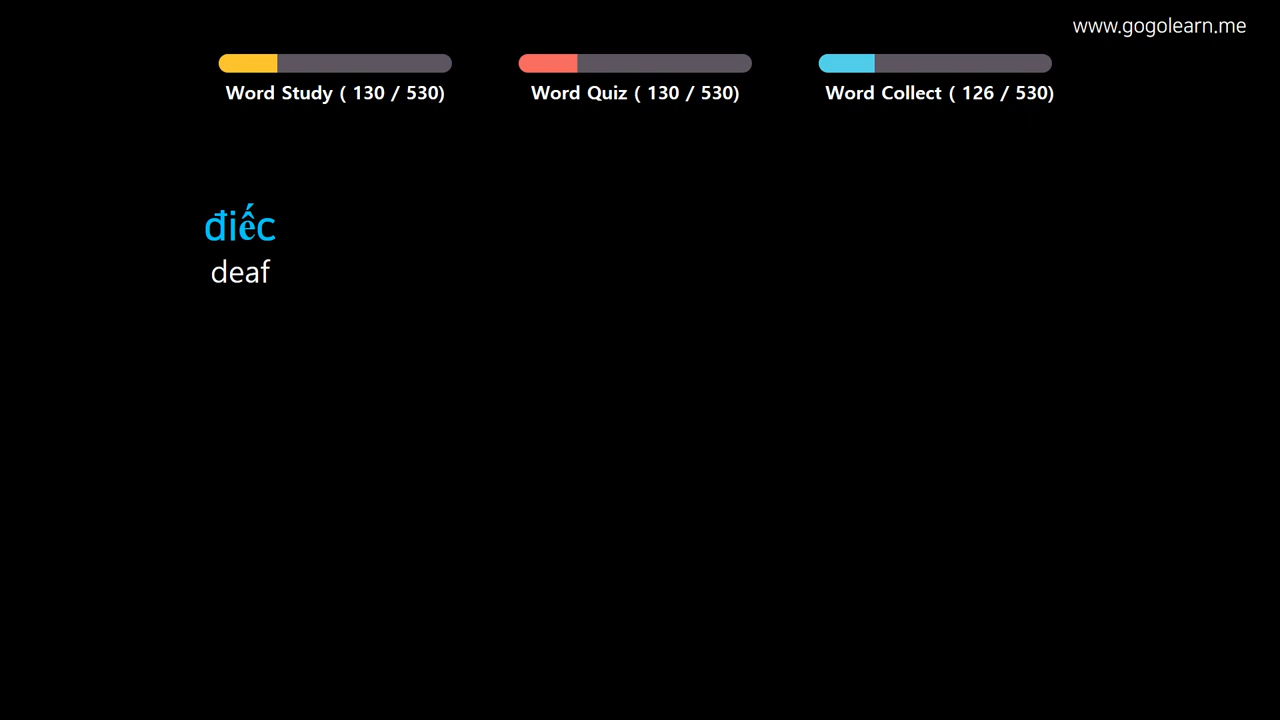 www.gogolearn.me
Word Study ( 130 / 530)
Word Quiz ( 130 / 530)
Word Collect ( 126 / 530)
điếc
deaf